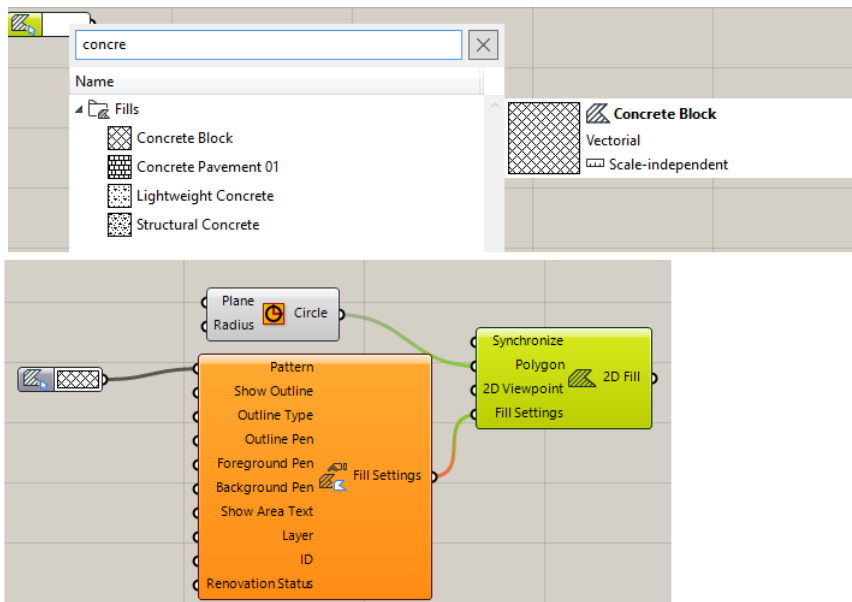 concre
Name
Fills
Concrete Block
Concrete Pavement 01
Lightweight Concrete
Structural Concrete
Concrete Block
Vectorial
Scale-independent
Plane
Radius
Circle
Pattern
Show Outline
Outline Type
Outline Pen
Foreground Pen
Background Pen
Show Area Text
Layer
ID
Renovation Status
Fill Settings
Synchronize
Polygon
2D Viewpoint
Fill Settings
2D Fill